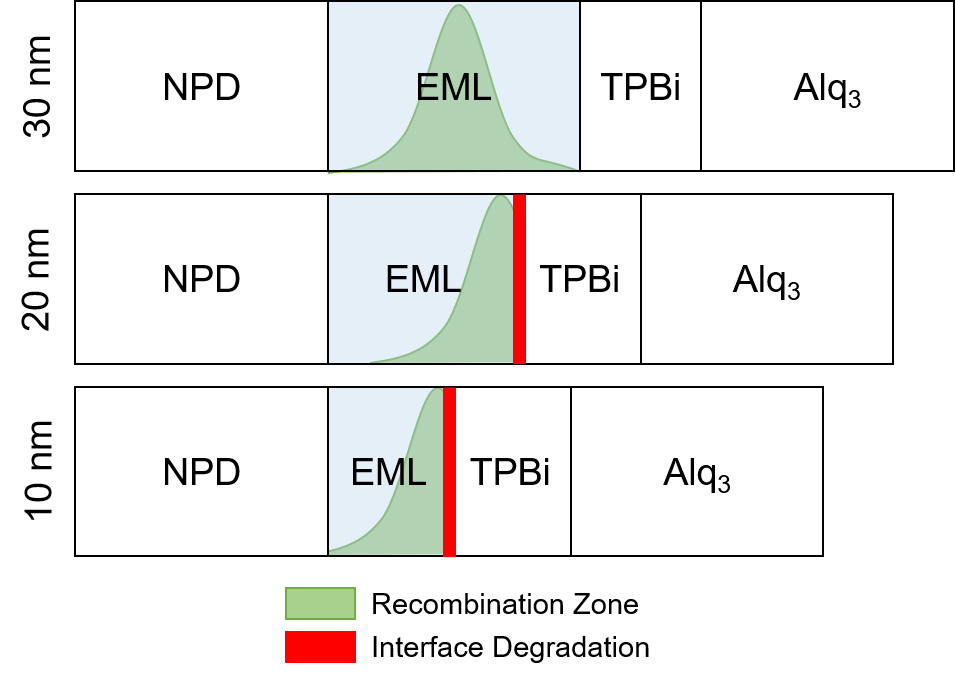 30 nm
NPD
EML
TPBi
Alq₃
20 nm
NPD
EML
TPBi
Alq₃
10 nm
NPD
EML
TPBi
Alq₃
Recombination Zone
Interface Degradation